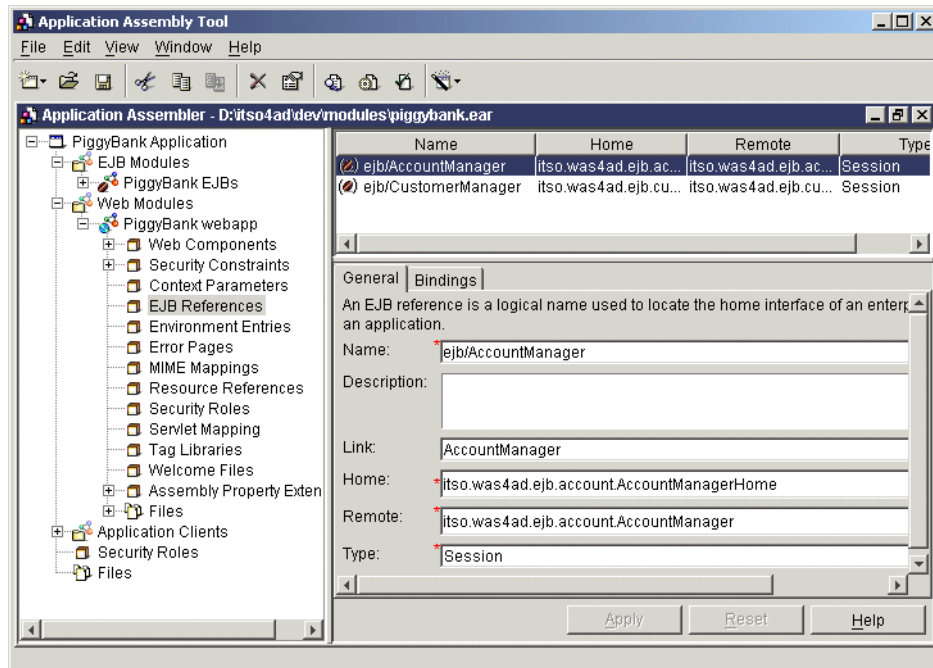 Application Assembly Tool
File Edit View Window Help
Application Assembler - D:\itso4ad\dev\modules\piggybank.ear
PiggyBank Application
EJB Modules
PiggyBank EJBs
Web Modules
PiggyBank webapp
Web Components
Security Constraints
Context Parameters
EJB References
Environment Entries
Error Pages
MIME Mappings
Resource References
Security Roles
Servlet Mapping
Tag Libraries
Welcome Files
Assembly Property Exten
Files
Application Clients
Security Roles
Files
Name Home Remote Type
ejb/AccountManager itso.was4ad.ejb.ac... itso.was4ad.ejb.ac... Session
ejb/CustomerManager itso.was4ad.ejb.cu... itso.was4ad.ejb.cu... Session
General Bindings
An EJB reference is a logical name used to locate the home interface of an enterp
an application.
Name: *ejb/AccountManager
Description:
Link: AccountManager
Home: *itso.was4ad.ejb.account.AccountManagerHome
Remote: *itso.was4ad.ejb.account.AccountManager
Type: *Session
Apply Reset Help